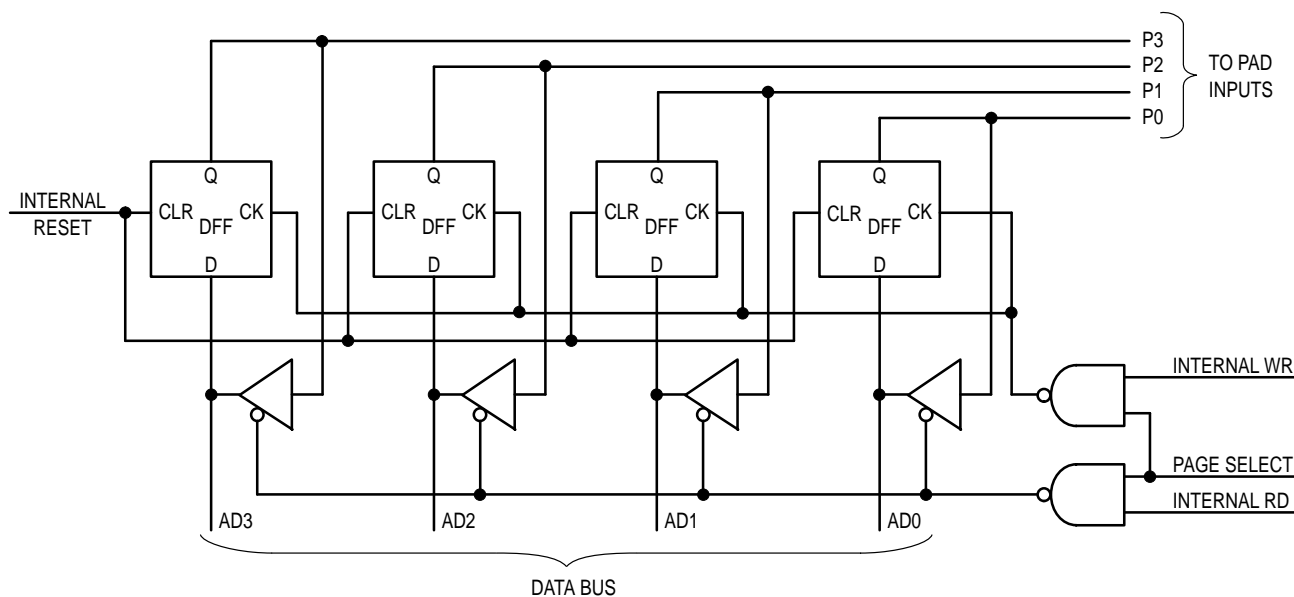 P3
P2
P1
P0
TO PAD
INPUTS
INTERNAL
RESET
Q
CLR
CK
DFF
D
Q
CLR
CK
DFF
D
Q
CLR
CK
DFF
D
Q
CLR
CK
DFF
D
INTERNAL WR
PAGE SELECT
INTERNAL RD
AD3
AD2
AD1
AD0
DATA BUS